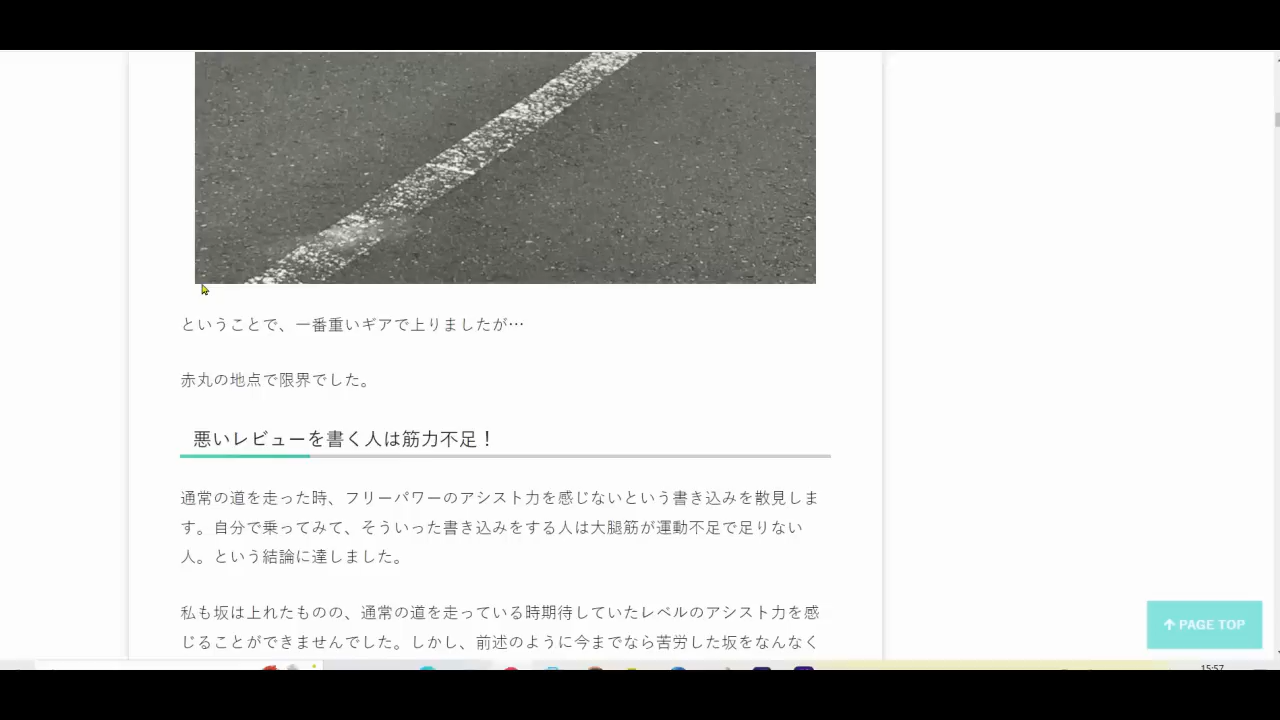 ということで、一番重いギアで上りましたが…
赤丸の地点で限界でした。
悪いレビューを書く人は筋力不足！
通常の道を走った時、フリーパワーのアシスト力を感じないという書き込みを散見しま
す。自分で乗ってみて、そういった書き込みをする人は大腿筋が運動不足で足りない
人。という結論に達しました。
私も坂は上れたものの、通常の道を走っている時期待していたレベルのアシスト力を感
じることができませんでした。しかし、前述のように今までなら苦労した坂をなんなく
↑ PAGE TOP
15:57